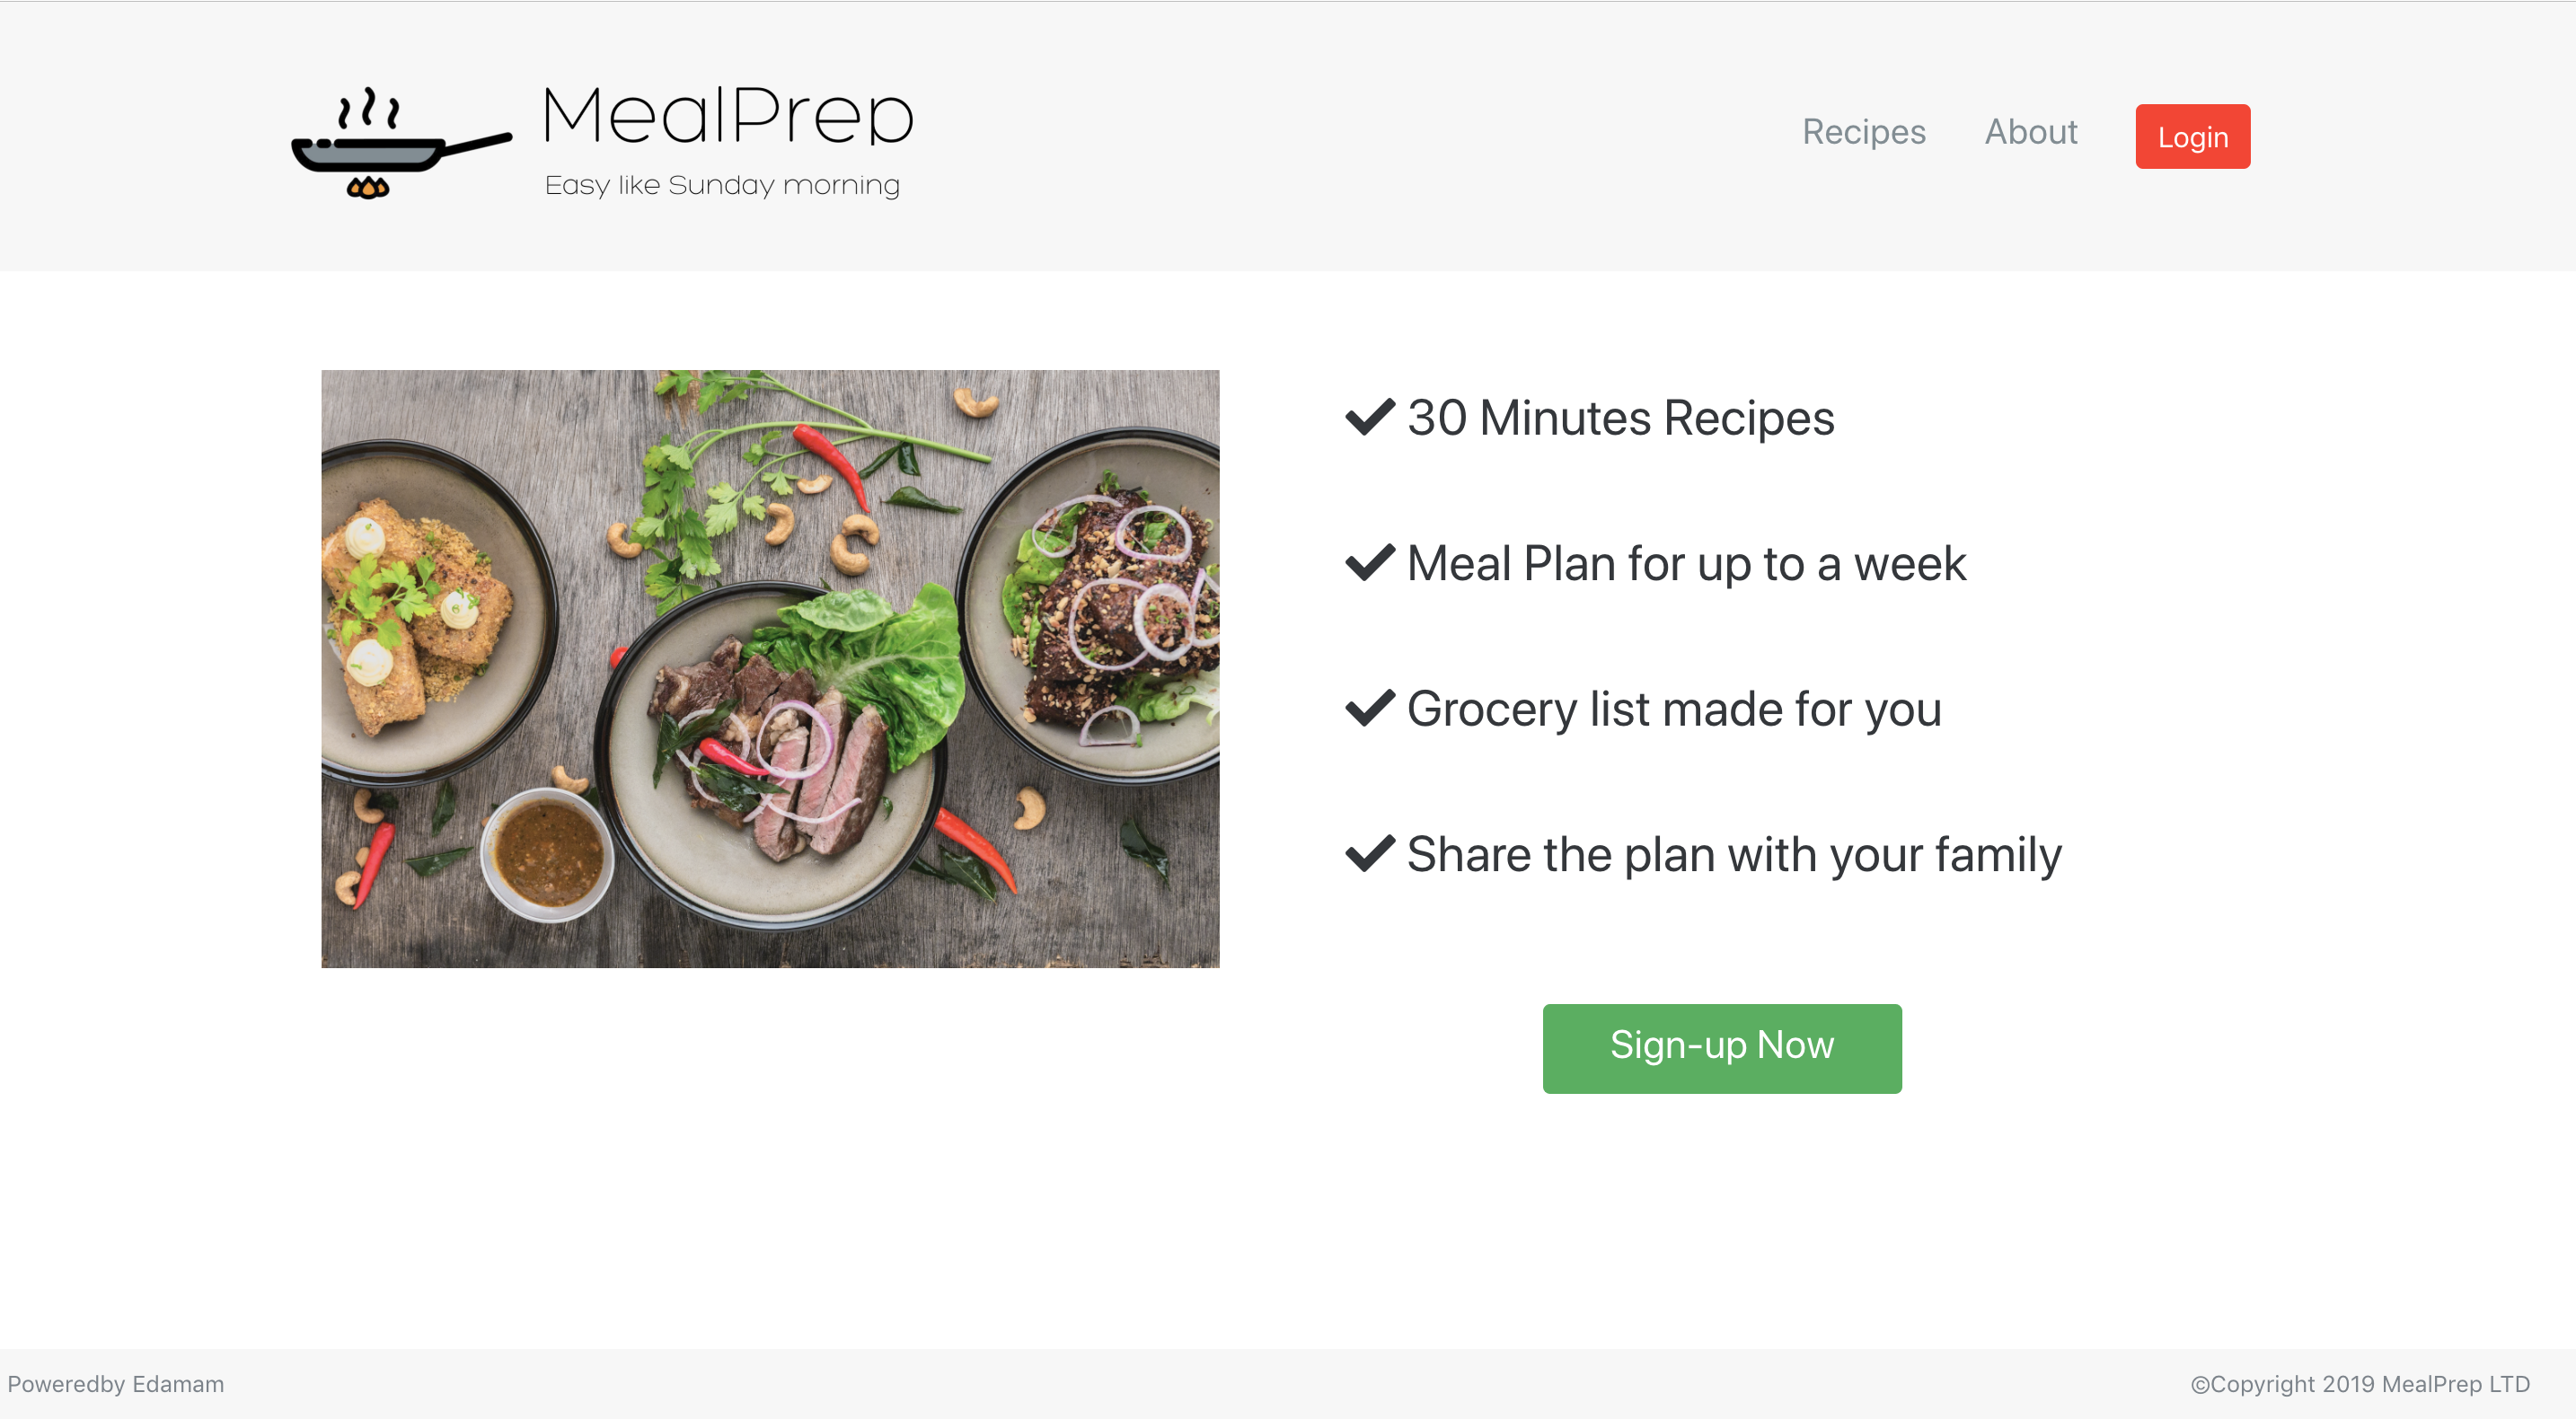 MealPrep
Easy like Sunday morning
Recipes
About
Login
30 Minutes Recipes
Meal Plan for up to a week
Grocery list made for you
Share the plan with your family
Sign-up Now
Poweredby Edamam
©Copyright 2019 MealPrep LTD